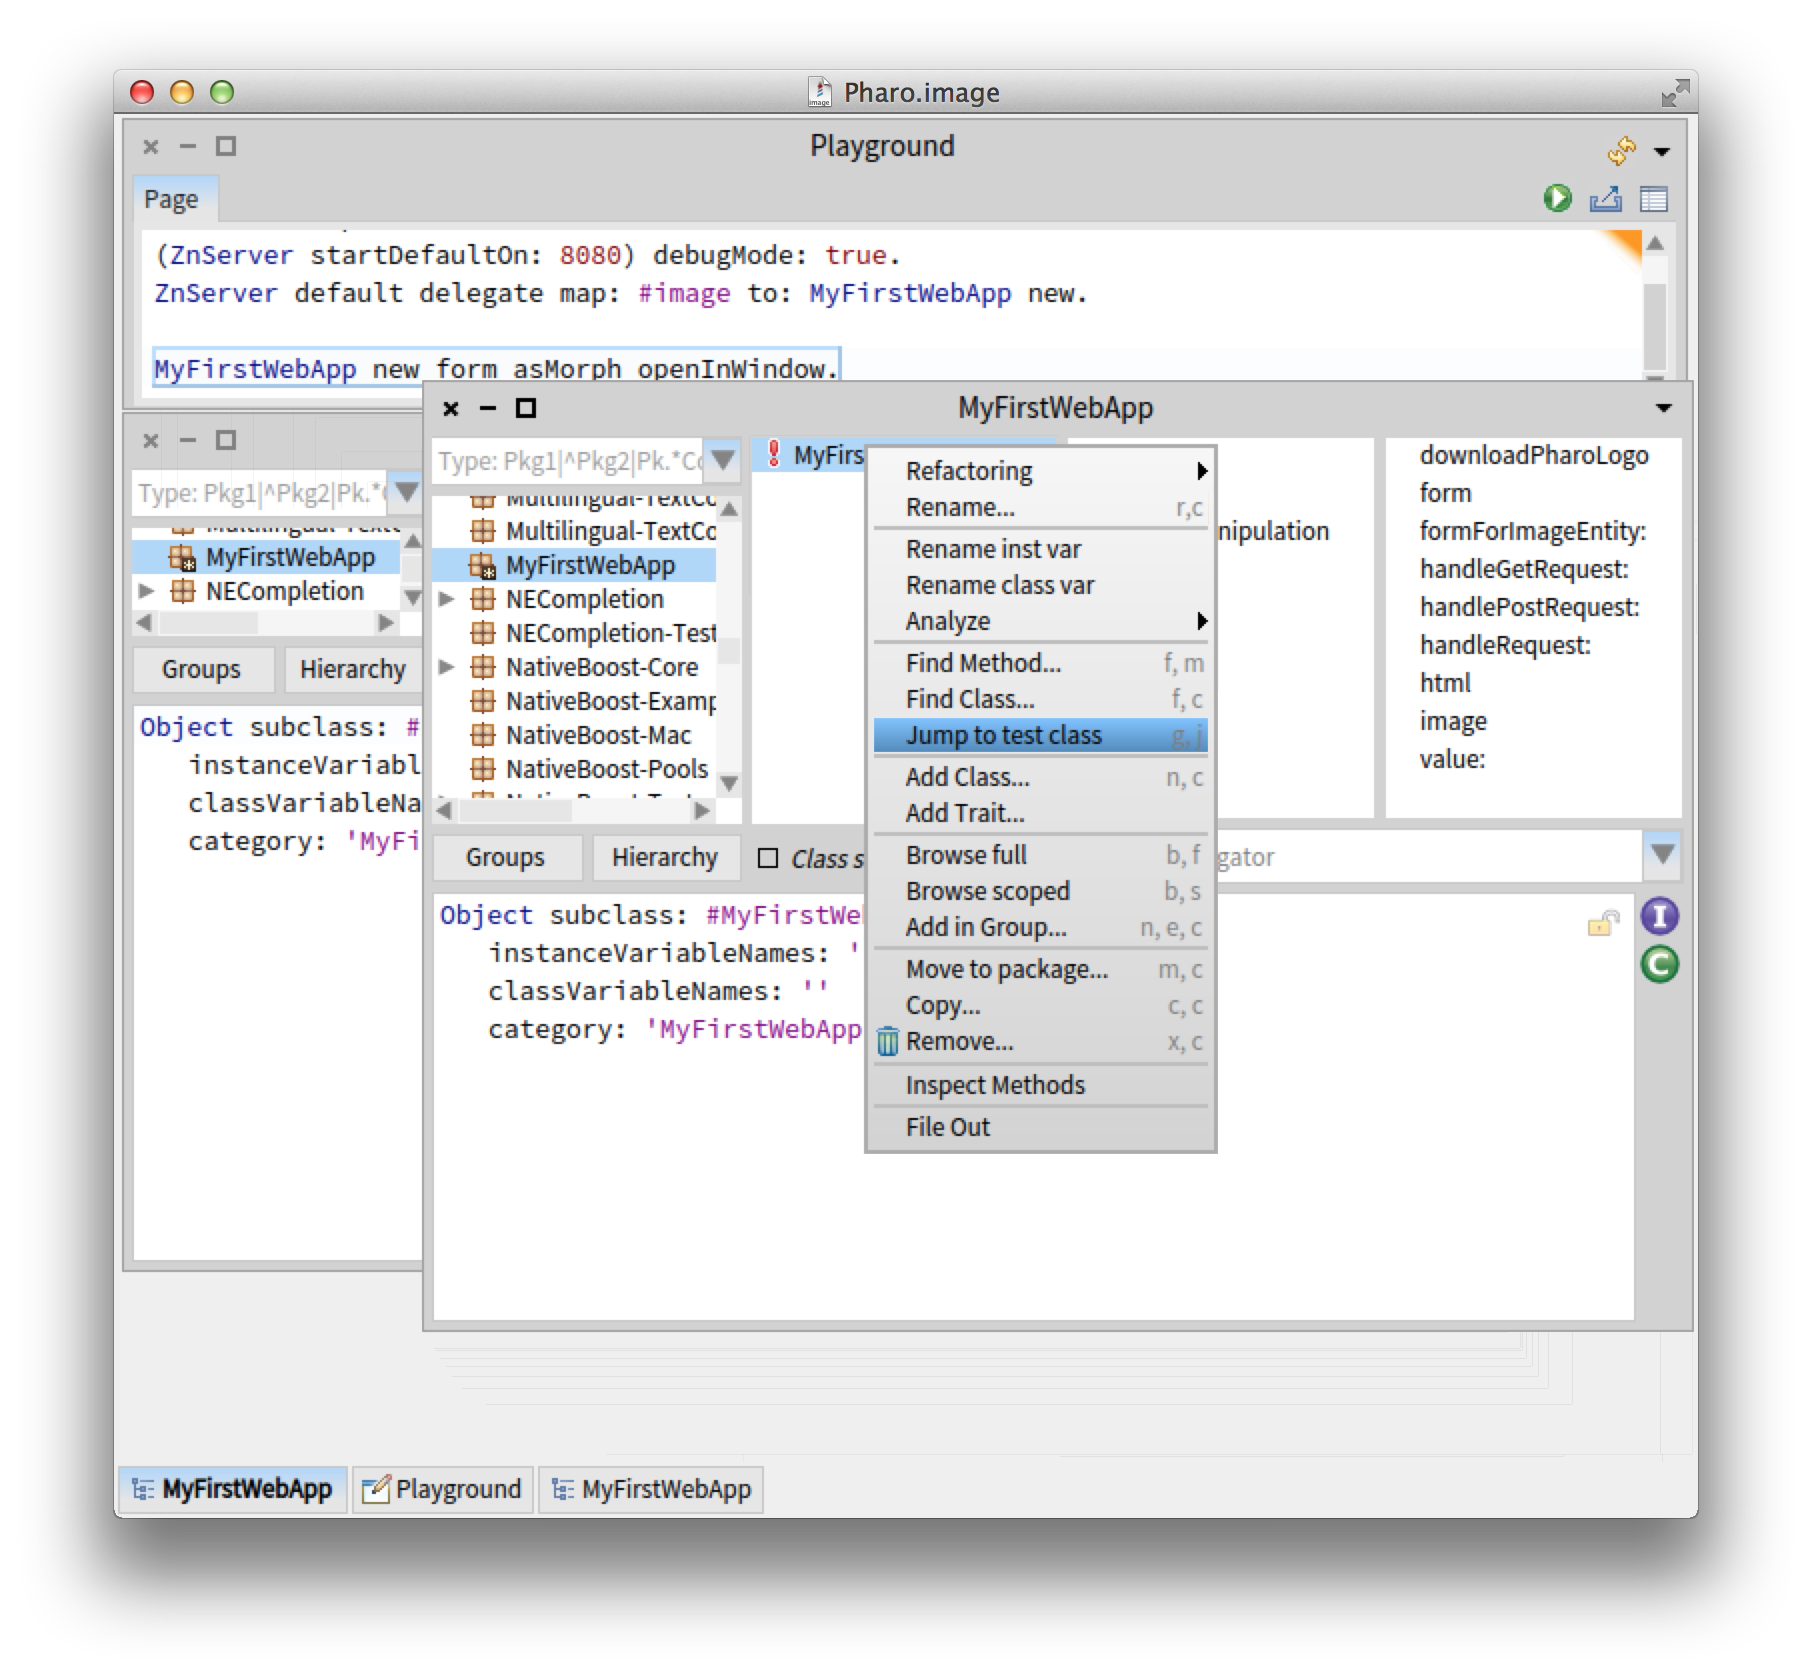 Pharo.image
Playground
Page
(ZnServer startDefaultOn: 8080) debugMode: true.
ZnServer default delegate map: #image to: MyFirstWebApp new.
MyFirstWebApp new form asMorph openInWindow.
Type: Pkg1|^Pkg2|Pk.*
MyFirstWebApp
NECompletion
Groups
Hierarchy
Object subclass: #
instanceVariabl
classVariableNa
category: 'MyFi
MyFirstWebApp
Type: Pkg1|^Pkg2|Pk.*Co
Multilingual-TextCo
Multilingual-TextCo
MyFirstWebApp
NECompletion
NECompletion-Test
NativeBoost-Core
NativeBoost-Examp
NativeBoost-Mac
NativeBoost-Pools
MyFirs
nipulation
downloadPharoLogo
form
formForImageEntity:
handleGetRequest:
handlePostRequest:
handleRequest:
html
image
value:
Groups
Hierarchy
Class s
gator
Object subclass: #MyFirstWe
instanceVariableNames: '
classVariableNames: ''
category: 'MyFirstWebApp
I
C
Refactoring
Rename... r,c
Rename inst var
Rename class var
Analyze
Find Method... f, m
Find Class... f, c
Jump to test class g, j
Add Class... n, c
Add Trait...
Browse full b, f
Browse scoped b, s
Add in Group... n, e, c
Move to package... m, c
Copy... c, c
Remove... x, c
Inspect Methods
File Out
MyFirstWebApp
Playground
MyFirstWebApp